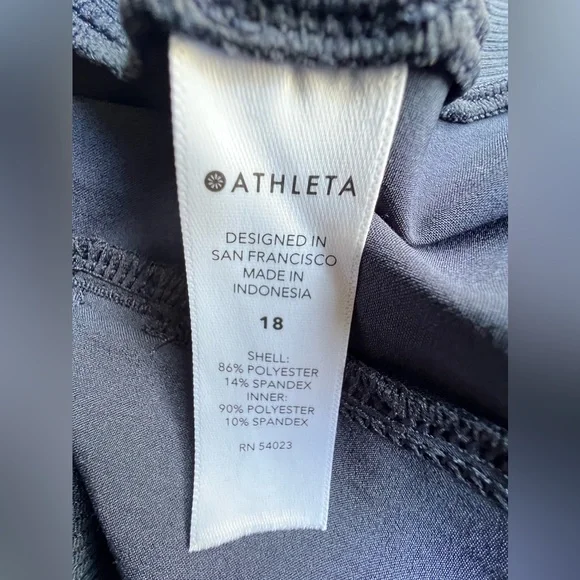 ATHLETA
DESIGNED IN
SAN FRANCISCO
MADE IN
INDONESIA
18
SHELL:
86% POLYESTER
14% SPANDEX
INNER:
90% POLYESTER
10% SPANDEX
RN 54023